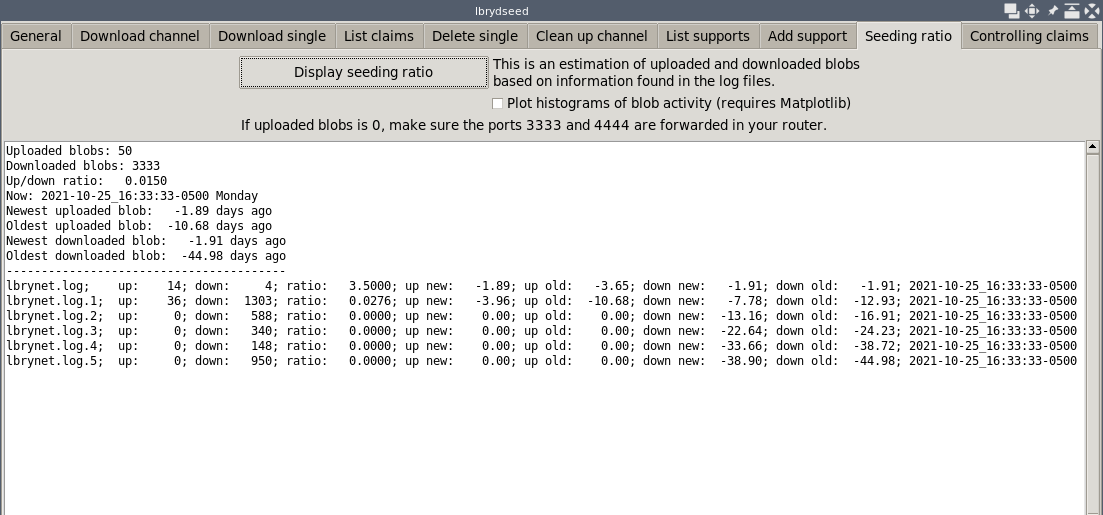 lbrydseed
General Download channel Download single List claims Delete single Clean up channel List supports Add support Seeding ratio Controlling claims
Display seeding ratio
This is an estimation of uploaded and downloaded blobs
based on information found in the log files.
Plot histograms of blob activity (requires Matplotlib)
If uploaded blobs is 0, make sure the ports 3333 and 4444 are forwarded in your router.
Uploaded blobs: 50
Downloaded blobs: 3333
Up/down ratio:   0.0150
Now: 2021-10-25_16:33:33-0500 Monday
Newest uploaded blob:   -1.89 days ago
Oldest uploaded blob:  -10.68 days ago
Newest downloaded blob:   -1.91 days ago
Oldest downloaded blob:  -44.98 days ago
----------------------------------------
lbrynet.log;    up:    14; down:     4; ratio:   3.5000; up new:   -1.89; up old:   -3.65; down new:   -1.91; down old:   -1.91; 2021-10-25_16:33:33-0500
lbrynet.log.1;  up:    36; down:  1303; ratio:   0.0276; up new:   -3.96; up old:  -10.68; down new:   -7.78; down old:  -12.93; 2021-10-25_16:33:33-0500
lbrynet.log.2;  up:     0; down:   588; ratio:   0.0000; up new:    0.00; up old:    0.00; down new:  -13.16; down old:  -16.91; 2021-10-25_16:33:33-0500
lbrynet.log.3;  up:     0; down:   340; ratio:   0.0000; up new:    0.00; up old:    0.00; down new:  -22.64; down old:  -24.23; 2021-10-25_16:33:33-0500
lbrynet.log.4;  up:     0; down:   148; ratio:   0.0000; up new:    0.00; up old:    0.00; down new:  -33.66; down old:  -38.72; 2021-10-25_16:33:33-0500
lbrynet.log.5;  up:     0; down:   950; ratio:   0.0000; up new:    0.00; up old:    0.00; down new:  -38.90; down old:  -44.98; 2021-10-25_16:33:33-0500